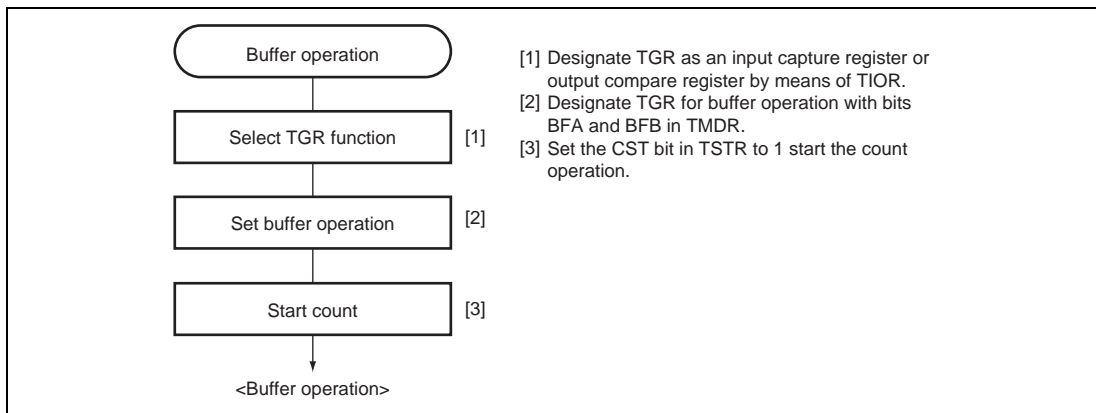 Buffer operation
Select TGR function
[1]
Set buffer operation
[2]
Start count
[3]
<Buffer operation>
[1] Designate TGR as an input capture register or
output compare register by means of TIOR.
[2] Designate TGR for buffer operation with bits
BFA and BFB in TMDR.
[3] Set the CST bit in TSTR to 1 start the count
operation.